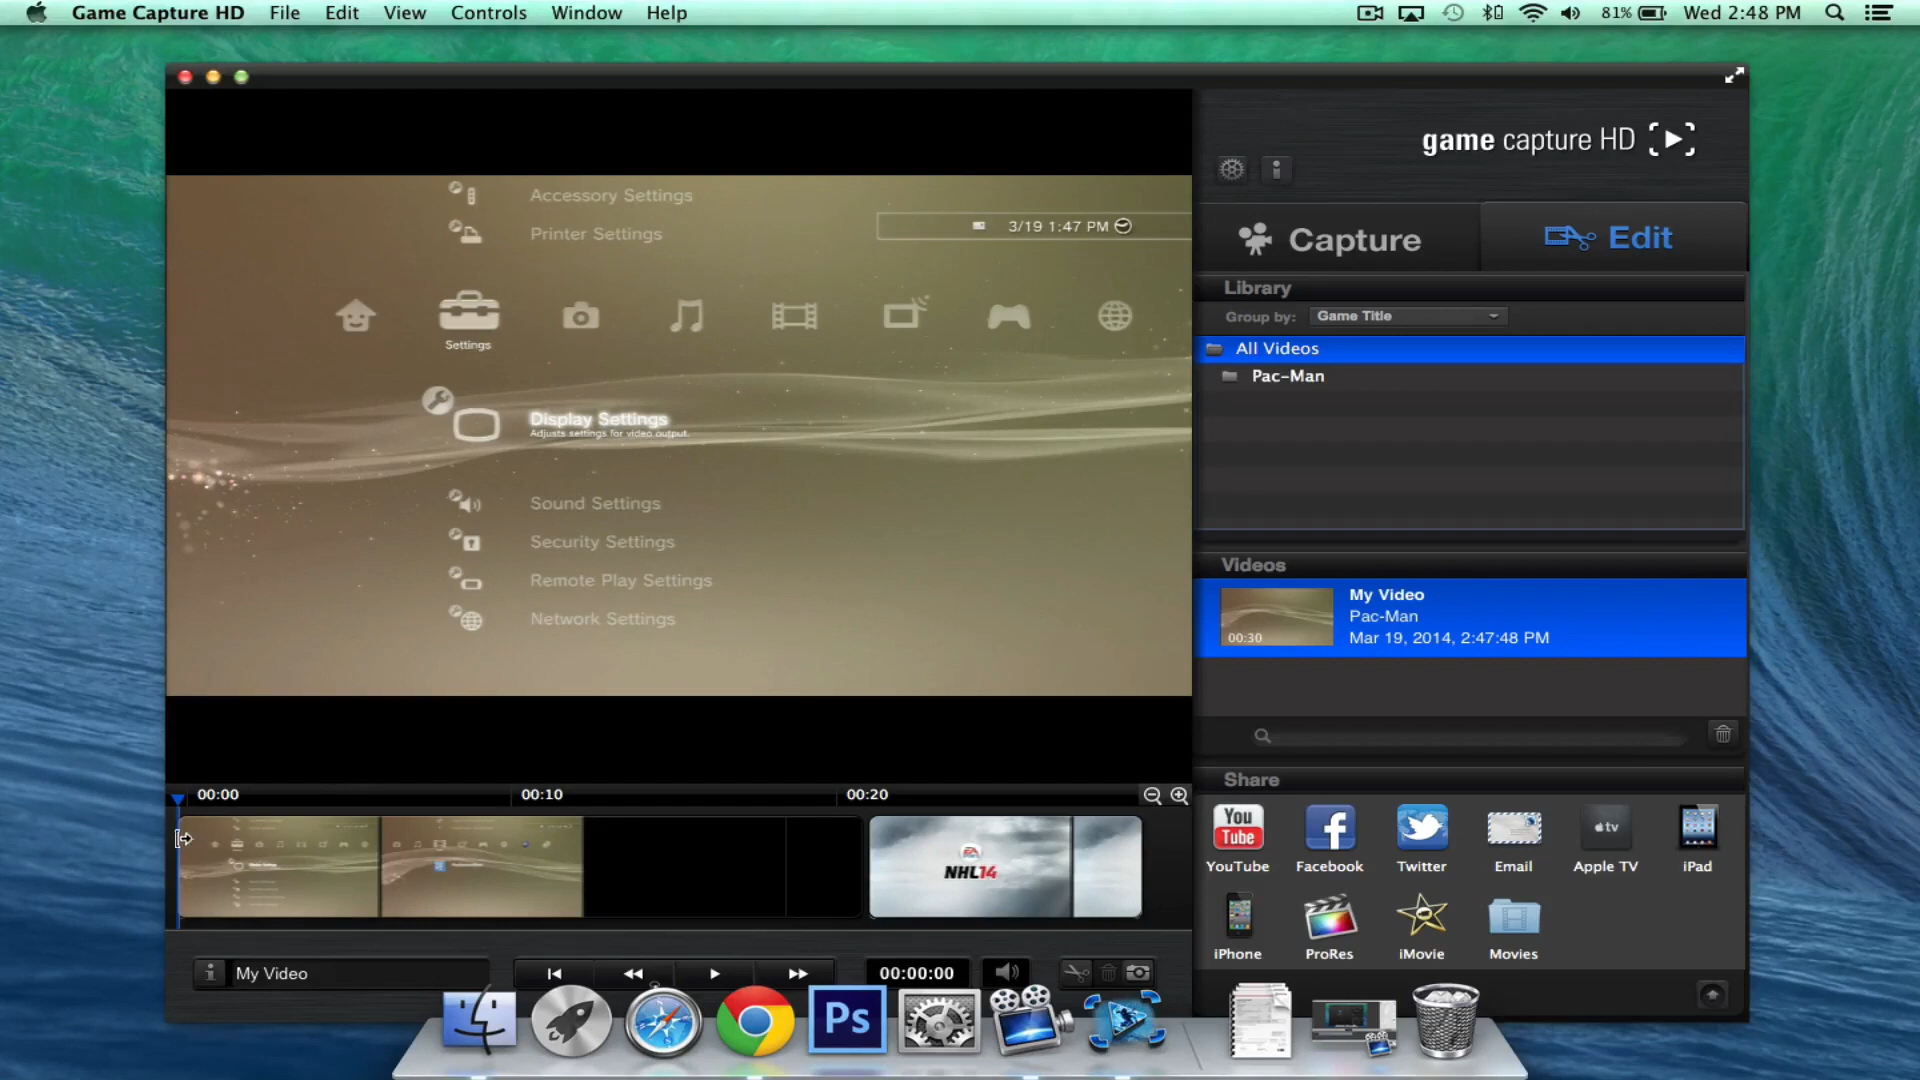 Game Capture HD File Edit View Controls Window Help
81% Wed 2:48 PM
game capture HD
Accessory Settings
Printer Settings
3/19 1:47 PM
Settings
Display Settings
Adjusts settings for video output.
Sound Settings
Security Settings
Remote Play Settings
Network Settings
Capture
Edit
Library
Group by: Game Title
All Videos
Pac-Man
Videos
My Video
Pac-Man
Mar 19, 2014, 2:47:48 PM
00:30
Share
YouTube Facebook Twitter Email Apple TV iPad
iPhone ProRes iMovie Movies
You
Tube
tv
00:00 00:10 00:20
EA
NHL14
My Video
00:00:00
Ps